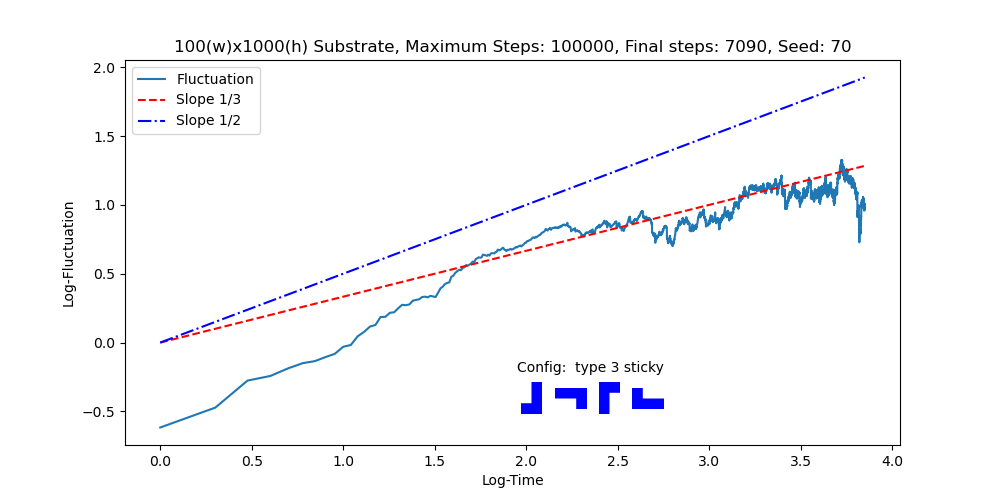 100(w)x1000(h) Substrate, Maximum Steps: 100000, Final steps: 7090, Seed: 70
Fluctuation
Slope 1/3
Slope 1/2
2.0
1.5
1.0
0.5
0.0
−0.5
Log-Fluctuation
Config:  type 3 sticky
0.0 0.5 1.0 1.5 2.0 2.5 3.0 3.5 4.0
Log-Time